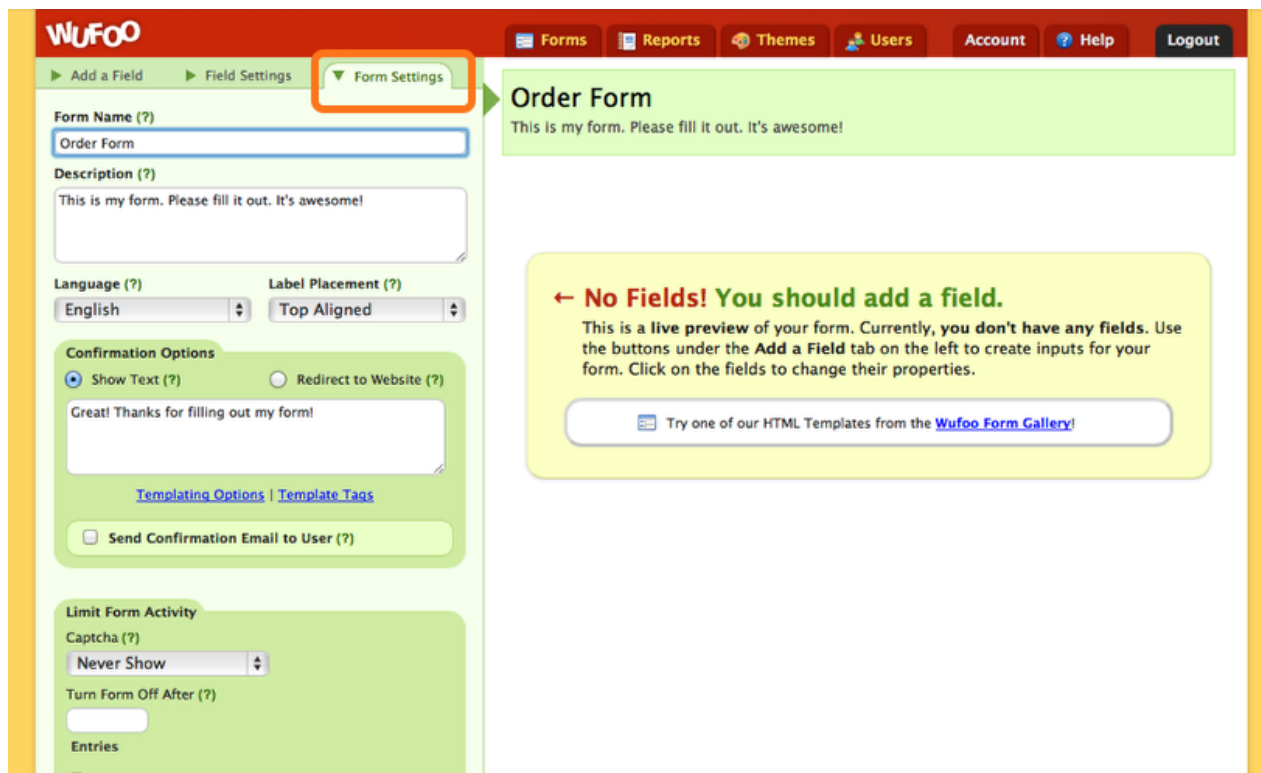 WUFOO
Forms Reports Themes Users Account Help Logout
Add a Field Field Settings Form Settings
Form Name (?)
Order Form
Description (?)
This is my form. Please fill it out. It's awesome!
Language (?) Label Placement (?)
English Top Aligned
Confirmation Options
Show Text (?) Redirect to Website (?)
Great! Thanks for filling out my form!
Templating Options | Template Tags
Send Confirmation Email to User (?)
Limit Form Activity
Captcha (?)
Never Show
Turn Form Off After (?)
Entries
Order Form
This is my form. Please fill it out. It's awesome!
← No Fields! You should add a field.
This is a live preview of your form. Currently, you don't have any fields. Use
the buttons under the Add a Field tab on the left to create inputs for your
form. Click on the fields to change their properties.
Try one of our HTML Templates from the Wufoo Form Gallery!